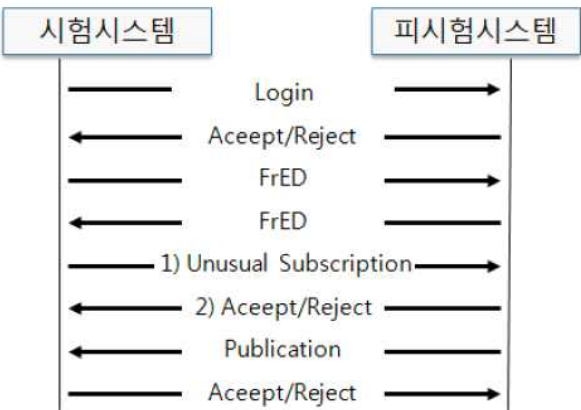 시험시스템
피시험시스템
Login
Aceept/Reject
FrED
FrED
1) Unusual Subscription
2) Aceept/Reject
Publication
Aceept/Reject